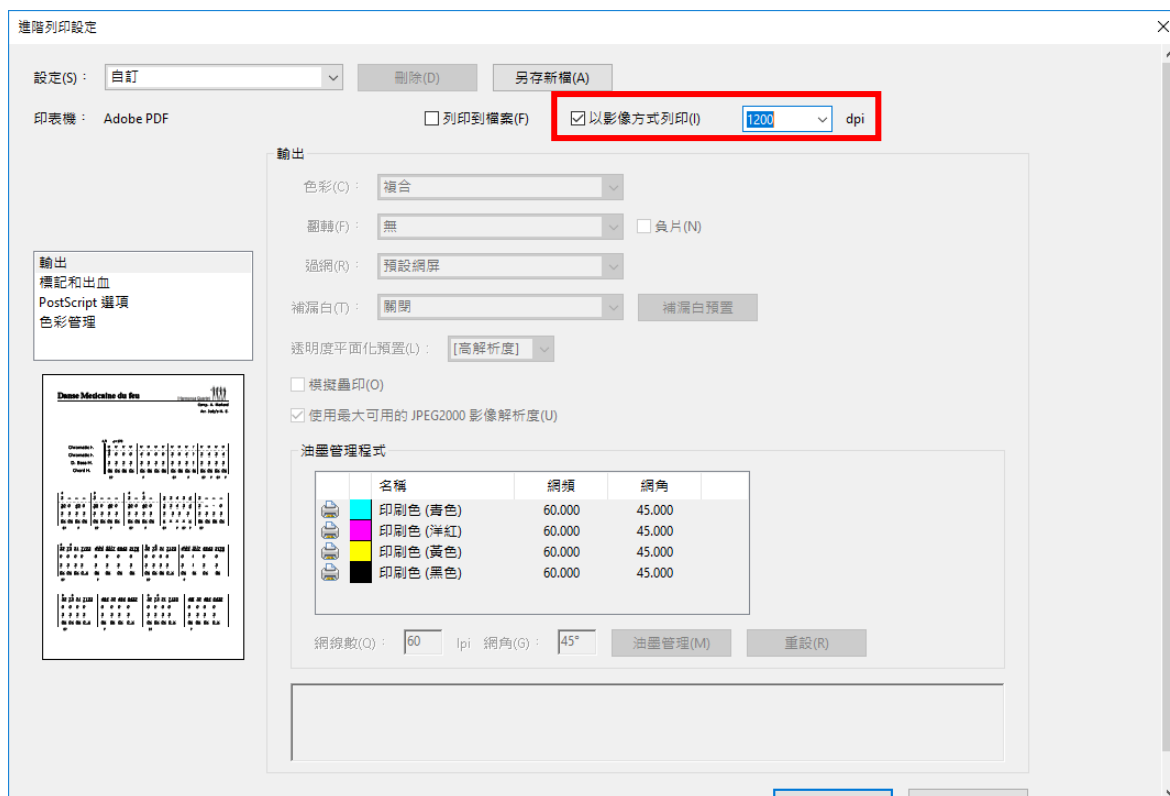 進階列印設定
設定(S)： 自訂 刪除(D) 另存新檔(A)
印表機： Adobe PDF 列印到檔案(F) 以影像方式列印(I) 1200 dpi
輸出
色彩(C)： 複合
翻轉(F)： 無 負片(N)
過網(R)： 預設網屏
補漏白(T)： 關閉 補漏白預置
透明度平面化預置(L)： [高解析度]
模擬疊印(O)
使用最大可用的 JPEG2000 影像解析度(U)
輸出
標記和出血
PostScript 選項
色彩管理
Danse Mexicaine du feu
Chromatic h.
Chromatic h.
D. Bass H.
Chord H.
油墨管理程式
名稱 網頻 網角
印刷色 (青色) 60.000 45.000
印刷色 (洋紅) 60.000 45.000
印刷色 (黃色) 60.000 45.000
印刷色 (黑色) 60.000 45.000
網線數(Q)： 60 lpi 網角(G)： 45° 油墨管理(M) 重設(R)